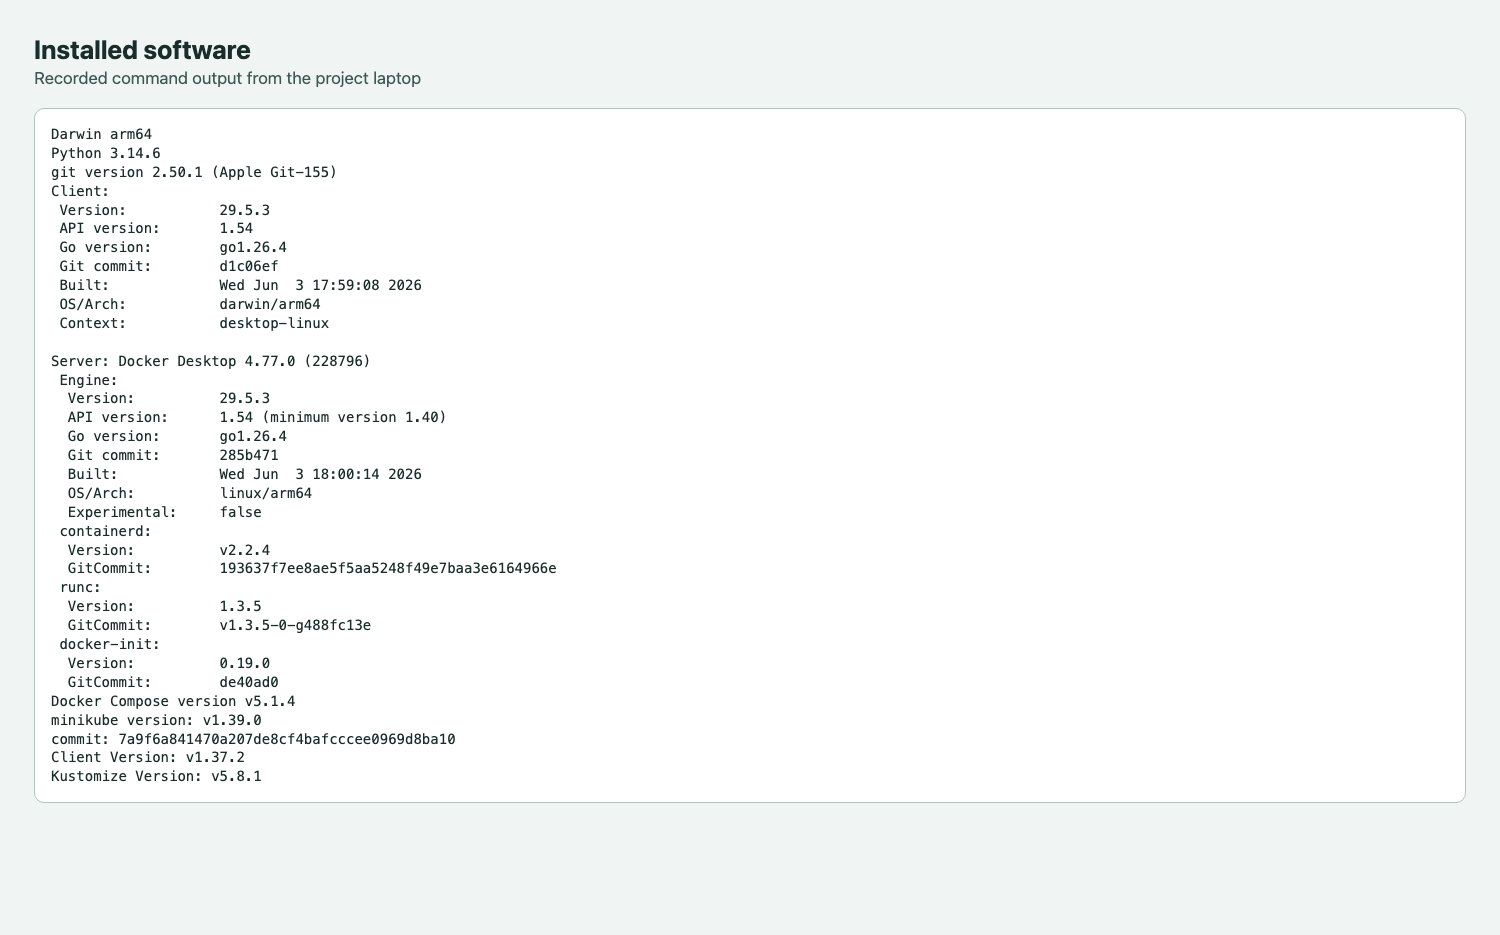 Installed software
Recorded command output from the project laptop
Darwin arm64
Python 3.14.6
git version 2.50.1 (Apple Git-155)
Client:
 Version:           29.5.3
 API version:       1.54
 Go version:        go1.26.4
 Git commit:        d1c06ef
 Built:             Wed Jun  3 17:59:08 2026
 OS/Arch:           darwin/arm64
 Context:           desktop-linux

Server: Docker Desktop 4.77.0 (228796)
 Engine:
  Version:          29.5.3
  API version:      1.54 (minimum version 1.40)
  Go version:       go1.26.4
  Git commit:       285b471
  Built:            Wed Jun  3 18:00:14 2026
  OS/Arch:          linux/arm64
  Experimental:     false
 containerd:
  Version:          v2.2.4
  GitCommit:        193637f7ee8ae5f5aa5248f49e7baa3e6164966e
 runc:
  Version:          1.3.5
  GitCommit:        v1.3.5-0-g488fc13e
 docker-init:
  Version:          0.19.0
  GitCommit:        de40ad0
Docker Compose version v5.1.4
minikube version: v1.39.0
commit: 7a9f6a841470a207de8cf4bafcccee0969d8ba10
Client Version: v1.37.2
Kustomize Version: v5.8.1